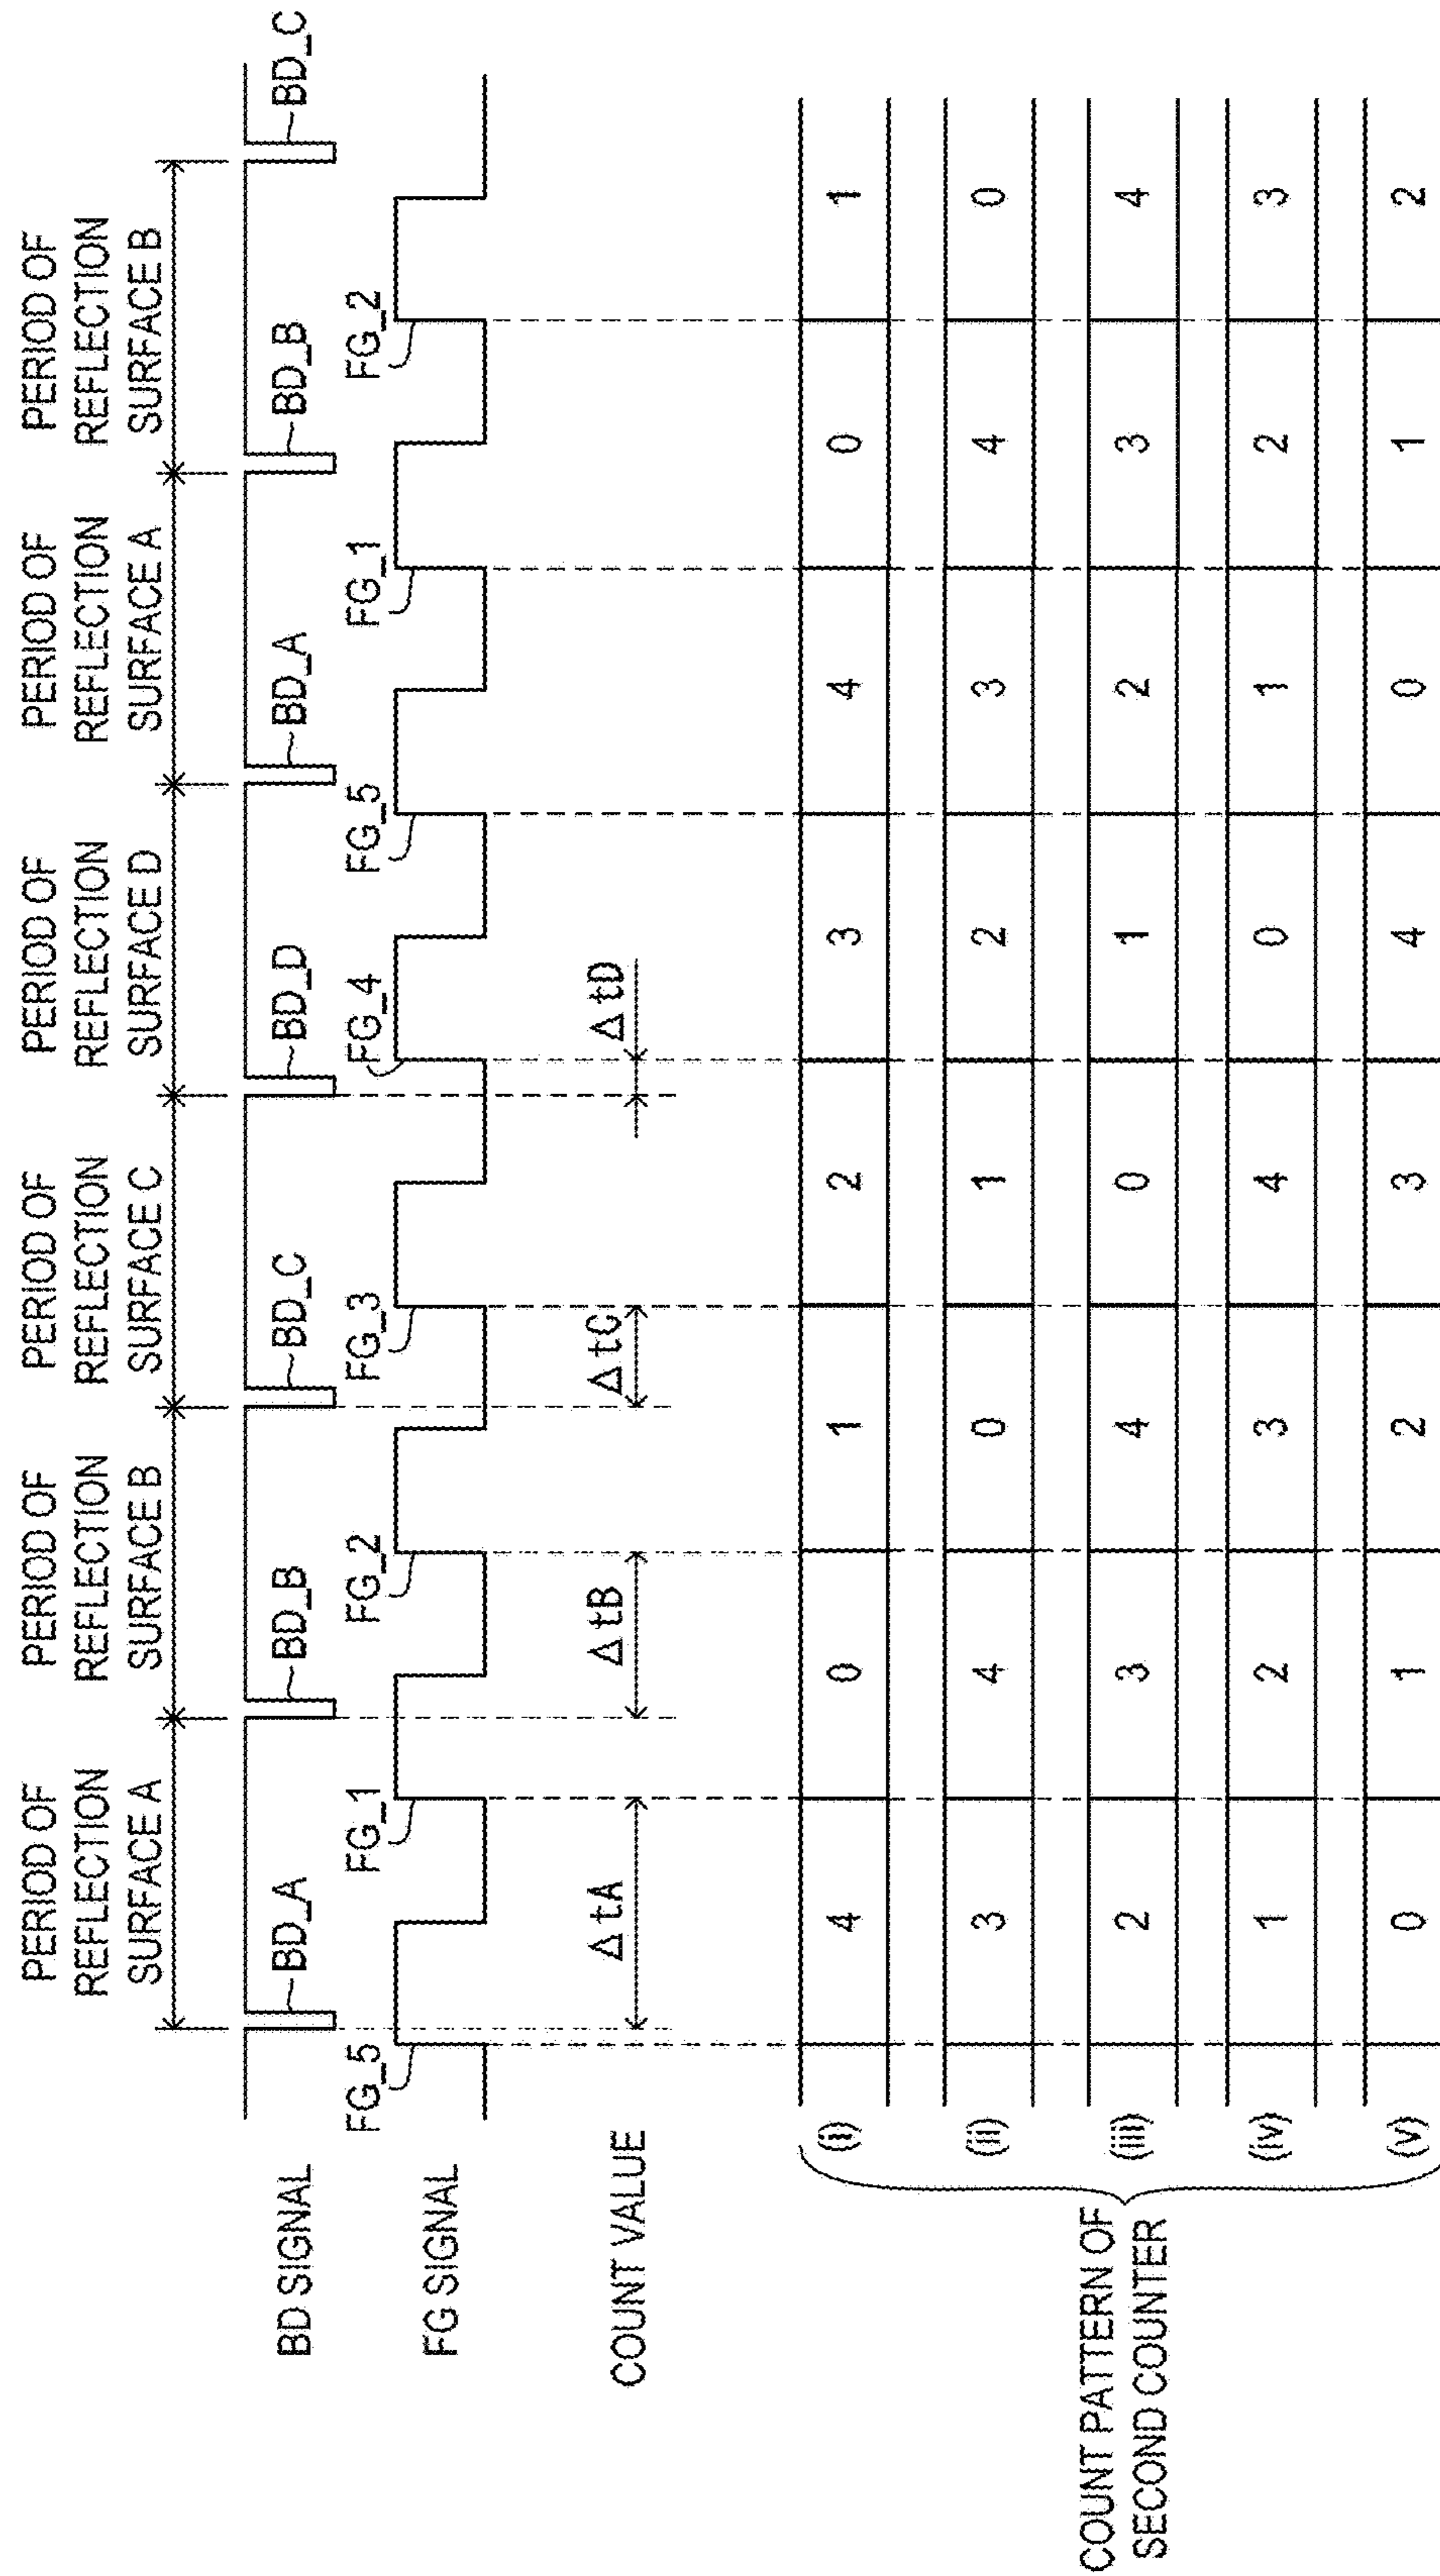 PERIOD OF
REFLECTION
SURFACE A
PERIOD OF
REFLECTION
SURFACE B
PERIOD OF
REFLECTION
SURFACE C
PERIOD OF
REFLECTION
SURFACE D
PERIOD OF
REFLECTION
SURFACE A
PERIOD OF
REFLECTION
SURFACE B
BD SIGNAL
BD_A
BD_B
BD_C
BD_D
BD_A
BD_B
BD_C
FG SIGNAL
FG_5
FG_1
FG_2
FG_3
FG_4
FG_5
FG_1
FG_2
COUNT VALUE
ΔtA
ΔtB
ΔtC
ΔtD
COUNT PATTERN OF
SECOND COUNTER
(i) 4 0 1 2 3 4 0 1
(ii) 3 4 0 1 2 3 4 0
(iii) 2 3 4 0 1 2 3 4
(iv) 1 2 3 4 0 1 2 3
(v) 0 1 2 3 4 0 1 2